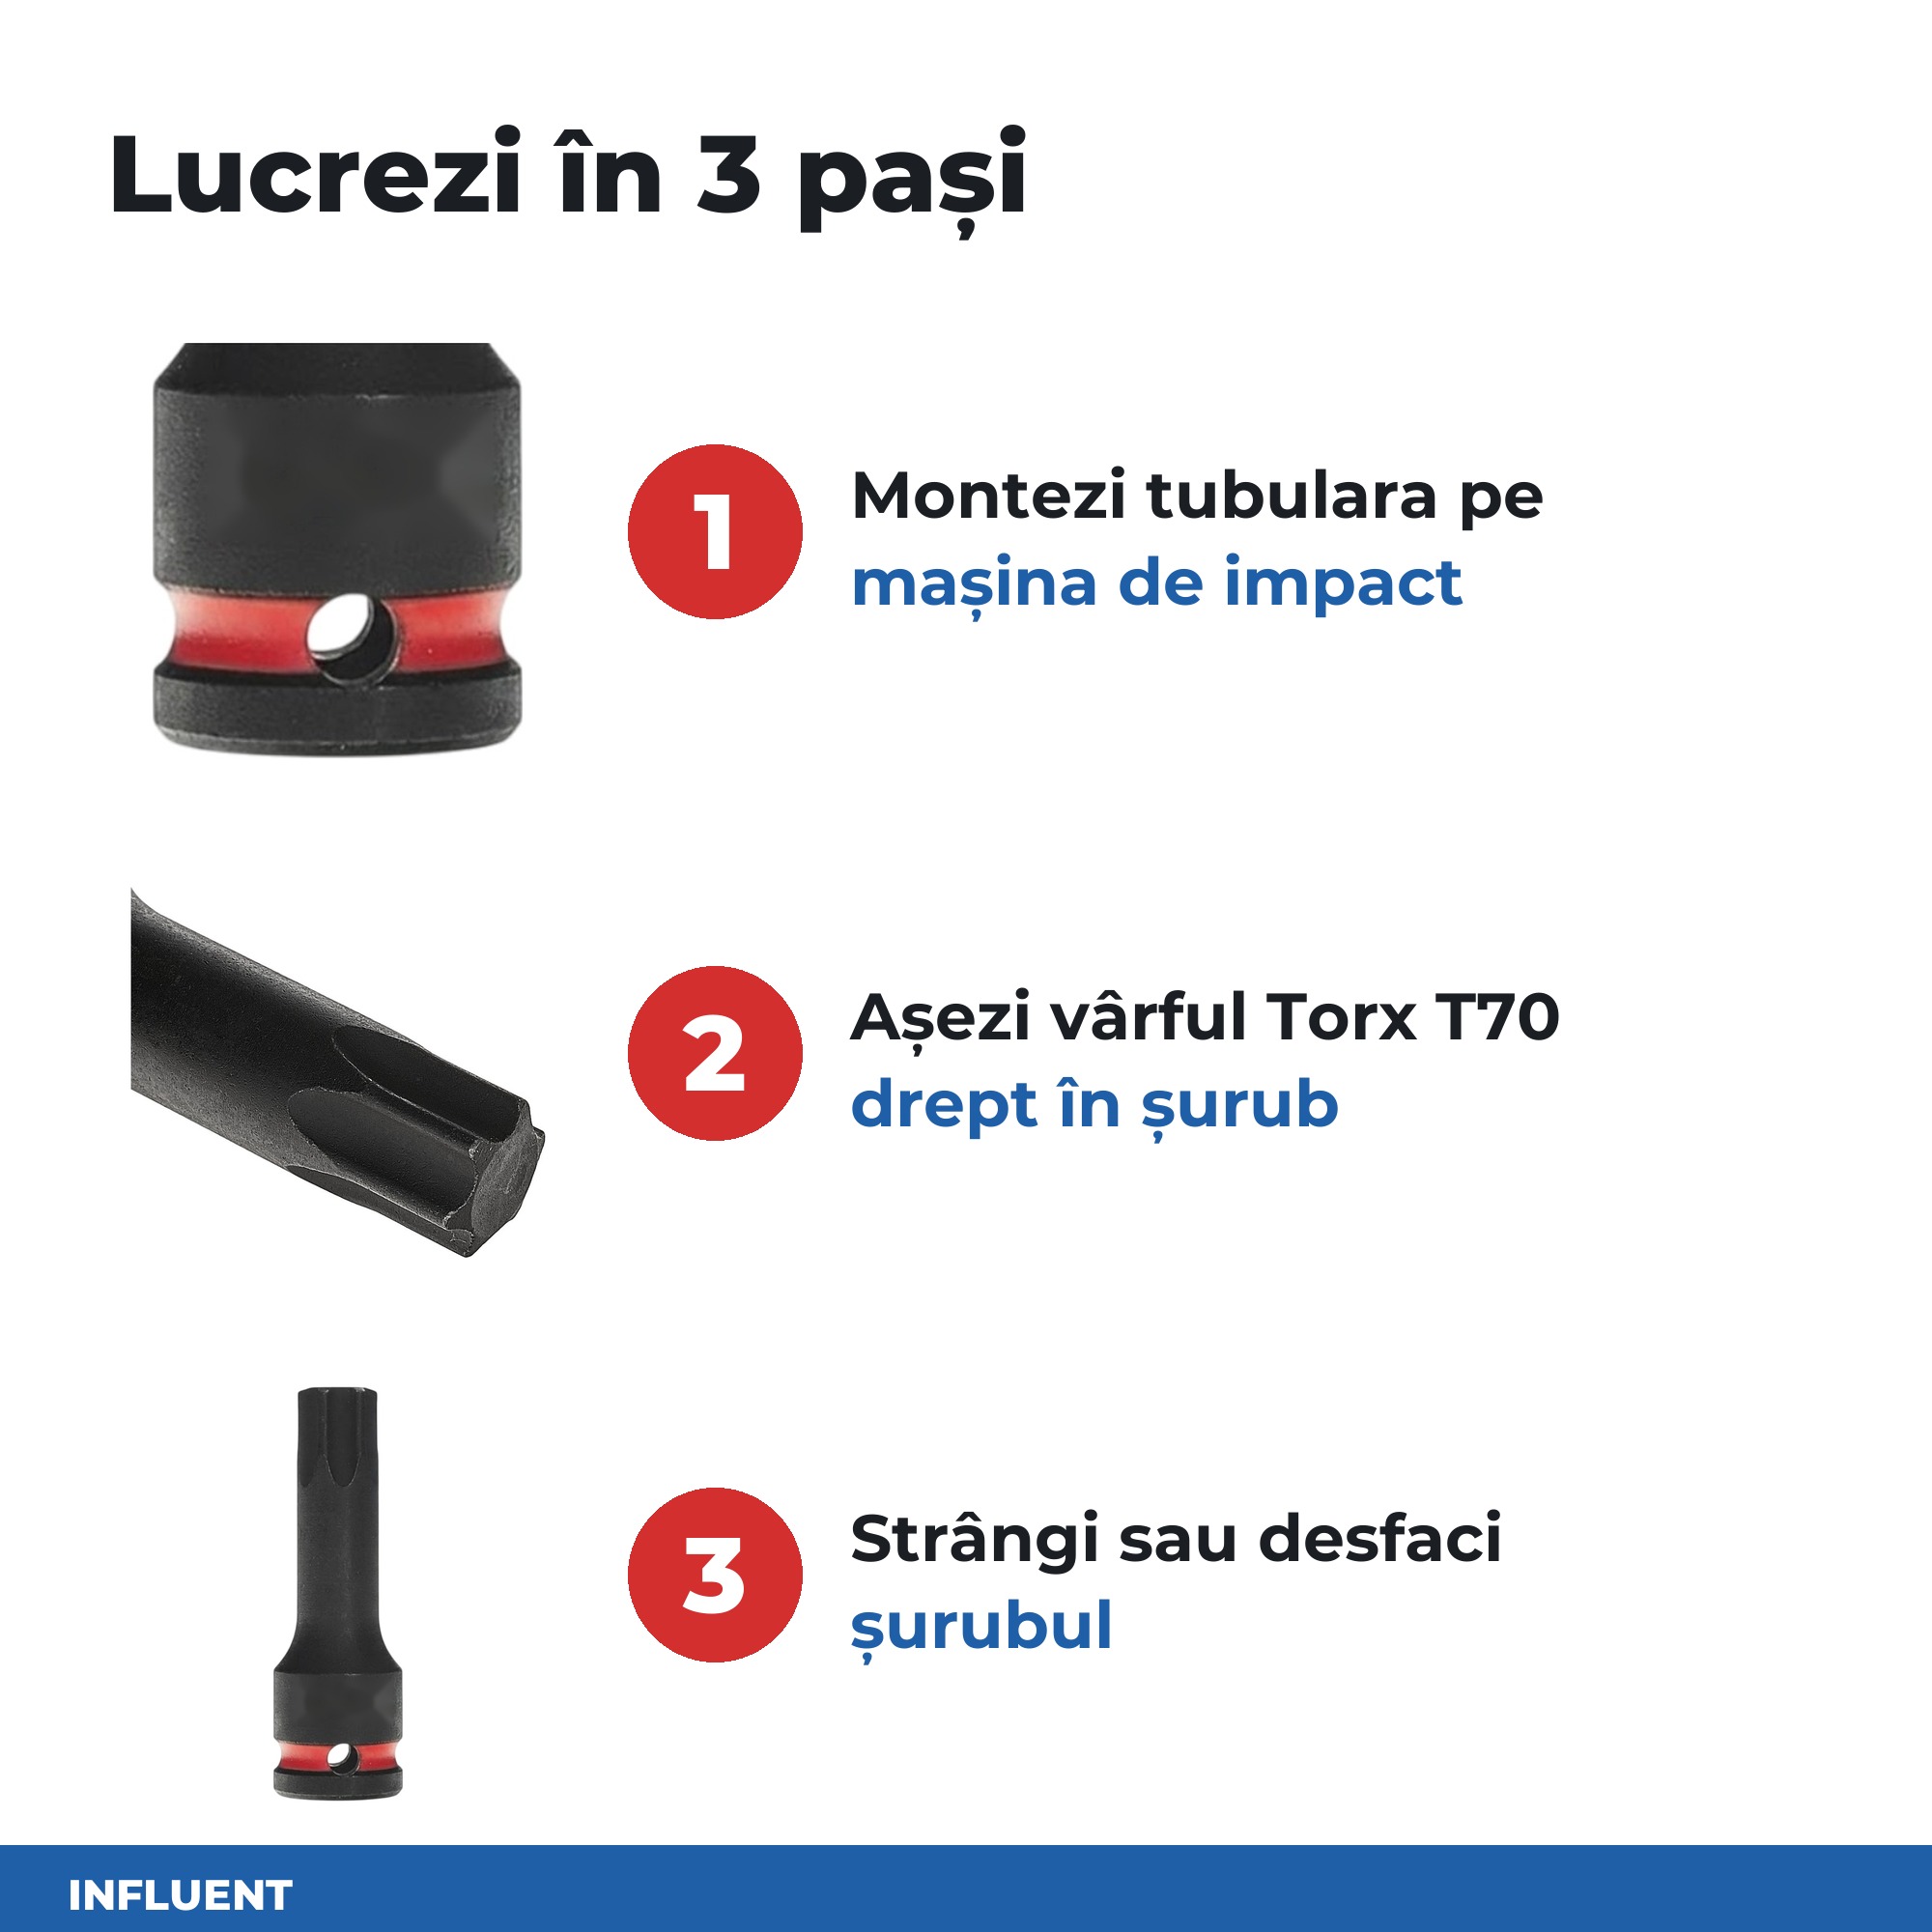 Lucrezi în 3 pași
1
Montezi tubulara pe
mașina de impact
2
Așezi vârful Torx T70
drept în șurub
3
Strângi sau desfaci
șurubul
INFLUENT